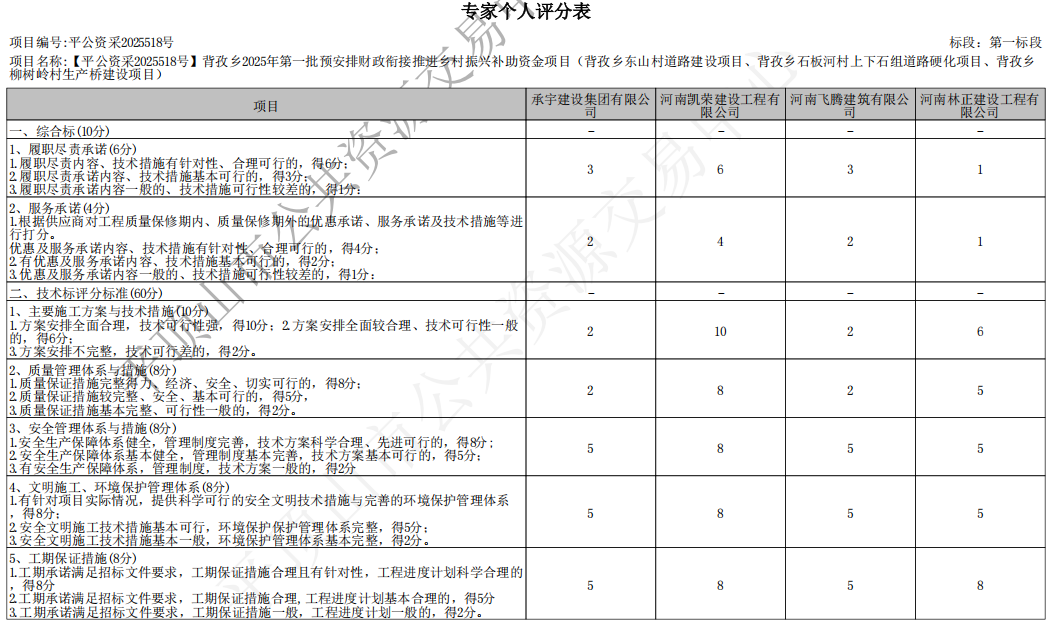 专家个人评分表
项目编号:平公资采2025518号
标段: 第一标段
项目名称:【平公资采2025518号】背孜乡2025年第一批预安排财政衔接推进乡村振兴补助资金项目（背孜乡东山村道路建设项目、背孜乡石板河村上下石组道路硬化项目、背孜乡
柳树岭村生产桥建设项目）
项目 承宇建设集团有限公司 河南凯荣建设工程有限公司 河南飞腾建筑有限公司 河南林正建设工程有限公司
一、综合标(10分) - - - -
1、履职尽责承诺(6分)
1.履职尽责内容、技术措施有针对性、合理可行的，得6分；
2.履职尽责承诺内容、技术措施基本可行的，得3分；
3.履职尽责承诺内容一般的、技术措施可行性较差的，得1分；
3 6 3 1
2、服务承诺(4分)
1.根据供应商对工程质量保修期内、质量保修期外的优惠承诺、服务承诺及技术措施等进
行打分。
优惠及服务承诺内容、技术措施有针对性、合理可行的，得4分；
2.有优惠及服务承诺内容、技术措施基本可行的，得2分；
3.优惠及服务承诺内容一般的、技术措施可行性较差的，得1分；
2 4 2 1
二、技术标评分标准(60分) - - - -
1、主要施工方案与技术措施(10分)
1.方案安排全面合理，技术可行性强，得10分；2.方案安排全面较合理、技术可行性一般
的，得6分；
3.方案安排不完整，技术可行差的，得2分。
2 10 2 6
2、质量管理体系与措施(8分)
1.质量保证措施完整得力、经济、安全、切实可行的，得8分；
2.质量保证措施较完整、安全、基本可行的，得5分，
3.质量保证措施基本完整、可行性一般的，得2分。
2 8 2 5
3、安全管理体系与措施(8分)
1.安全生产保障体系健全，管理制度完善，技术方案科学合理、先进可行的，得8分；
2.安全生产保障体系基本健全，管理制度基本完善，技术方案基本可行的，得5分；
3.有安全生产保障体系，管理制度，技术方案一般的，得2分
5 8 5 5
4、文明施工、环境保护管理体系(8分)
1.有针对项目实际情况，提供科学可行的安全文明技术措施与完善的环境保护管理体系
，得8分；
2.安全文明施工技术措施基本可行，环境保护保护管理体系完整，得5分；
3.安全文明施工技术措施基本一般，环境保护管理体系基本完整，得2分。
5 8 5 5
5、工期保证措施(8分)
1.工期承诺满足招标文件要求，工期保证措施合理且有针对性，工程进度计划科学合理的
，得8分
2.工期承诺满足招标文件要求，工期保证措施合理,工程进度计划基本合理的，得5分
3.工期承诺满足招标文件要求，工期保证措施一般，工程进度计划一般的，得2分。
5 8 5 8
平顶山市公共资源交易中心
平顶山市公共资源交易中心